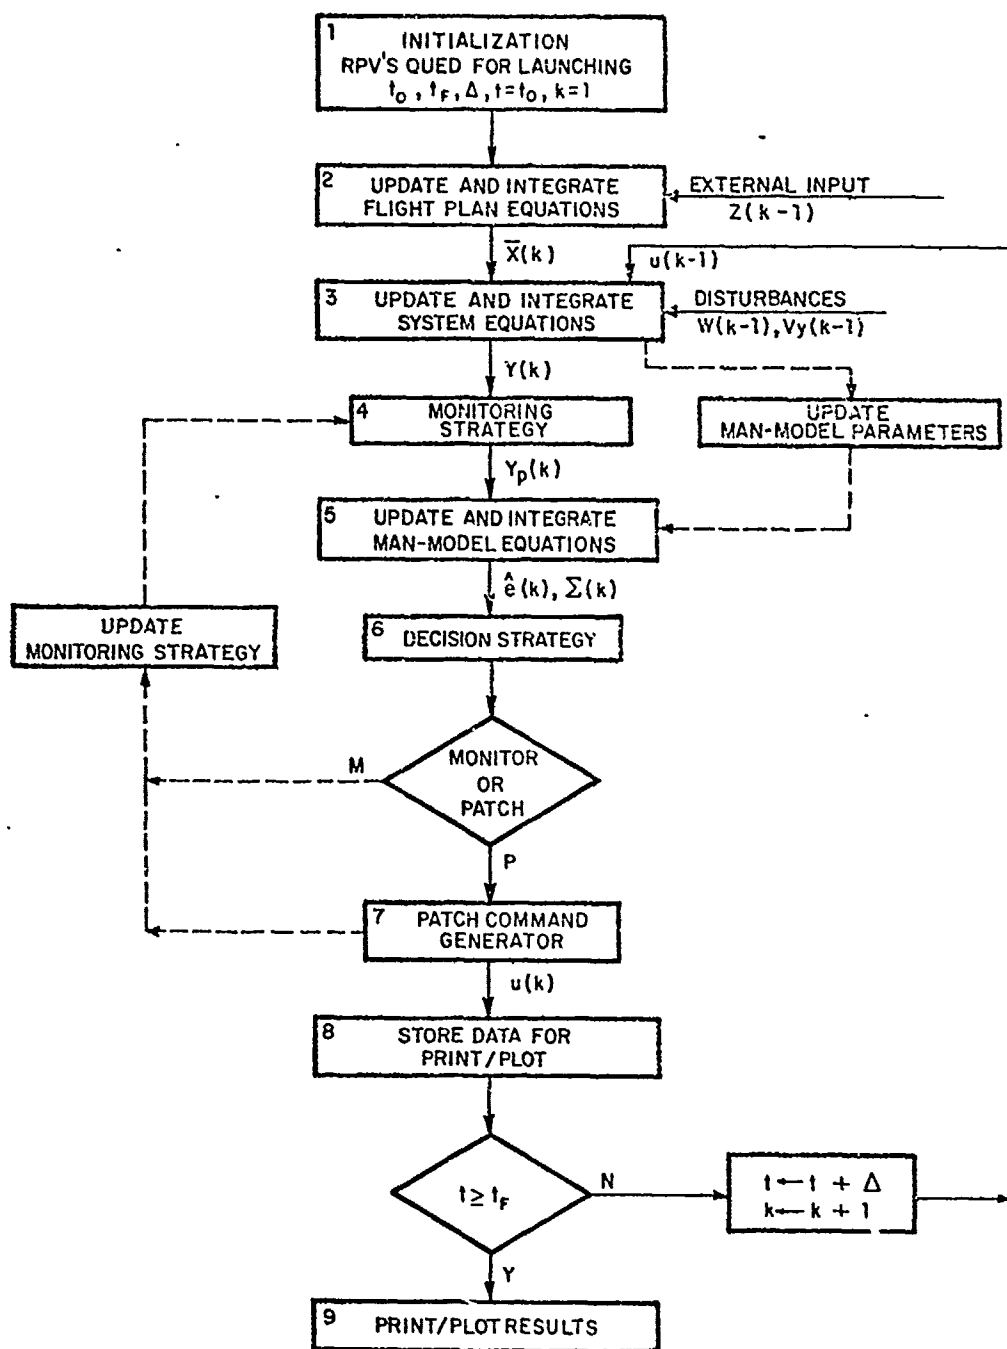 1
INITIALIZATION
RPV'S QUED FOR LAUNCHING
t₀, t_F, Δ, t=t₀, k=1
2
UPDATE AND INTEGRATE
FLIGHT PLAN EQUATIONS
EXTERNAL INPUT
Z(k-1)
X̅(k)
u(k-1)
3
UPDATE AND INTEGRATE
SYSTEM EQUATIONS
DISTURBANCES
W(k-1), Vy(k-1)
Y(k)
4
MONITORING
STRATEGY
UPDATE
MAN-MODEL PARAMETERS
Y_p(k)
5
UPDATE AND INTEGRATE
MAN-MODEL EQUATIONS
ê(k), Σ(k)
UPDATE
MONITORING STRATEGY
6
DECISION STRATEGY
M
MONITOR
OR
PATCH
P
7
PATCH COMMAND
GENERATOR
u(k)
8
STORE DATA FOR
PRINT/PLOT
t ≥ t_F
N
t ← t + Δ
k ← k + 1
Y
9
PRINT/PLOT RESULTS